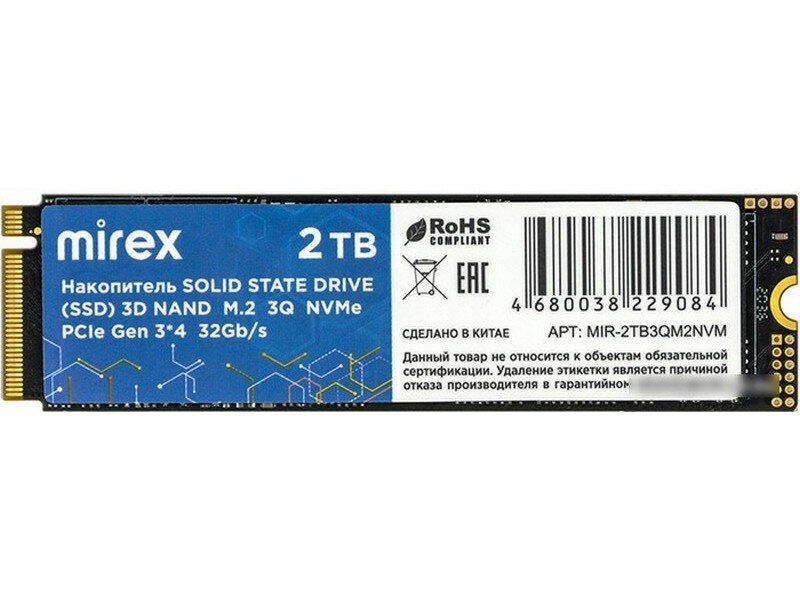 mirex
2 TB
Накопитель SOLID STATE DRIVE
(SSD) 3D NAND M.2 3Q NVMe
PCIe Gen 3*4 32Gb/s
RoHS
COMPLIANT
EAC
4 680038 229084
СДЕЛАНО В КИТАЕ
АРТ: MIR-2TB3QM2NVM
Данный товар не относится к объектам обязательной
сертификации. Удаление этикетки является причиной
отказа производителя в гарантийном